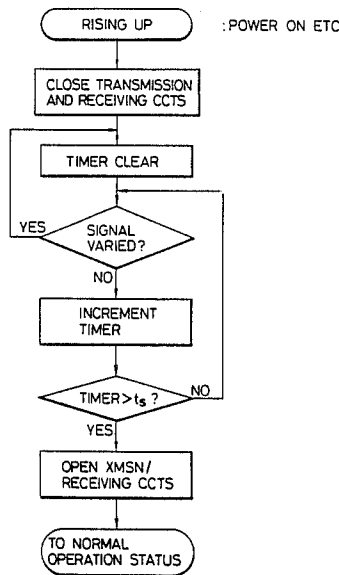 RISING UP
:POWER ON ETC
CLOSE TRANSMISSION
AND RECEIVING CCTS
TIMER CLEAR
YES
SIGNAL
VARIED?
NO
INCREMENT
TIMER
TIMER>ts?
NO
YES
OPEN XMSN/
RECEIVING CCTS
TO NORMAL
OPERATION STATUS